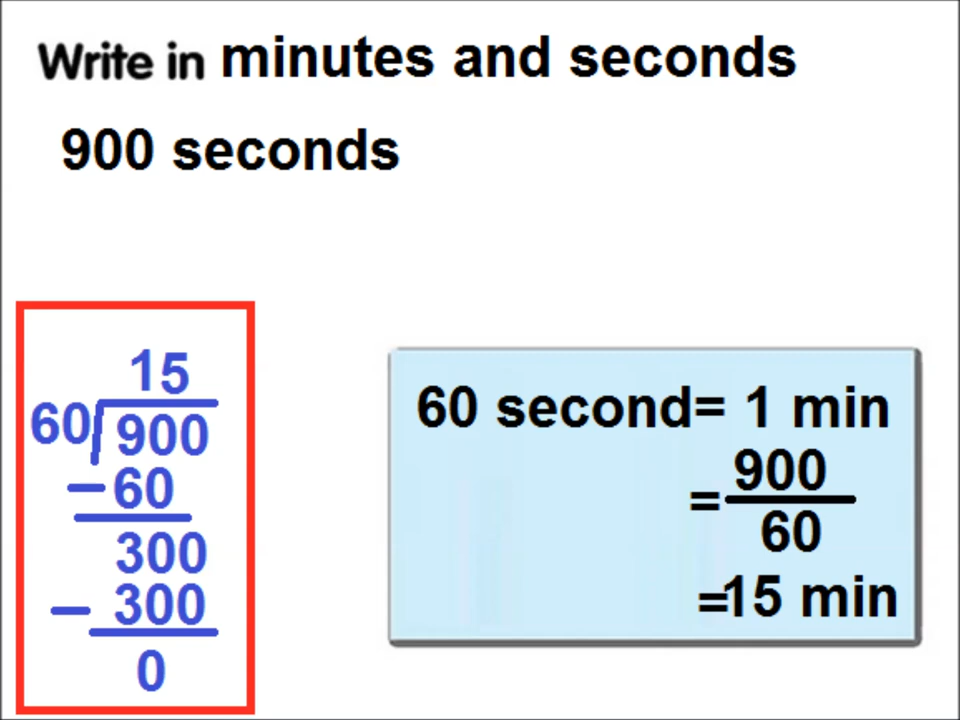 Write in minutes and seconds
900 seconds
15
60 900
–60
300
– 300
0
60 second= 1 min
= 900
60
=15 min